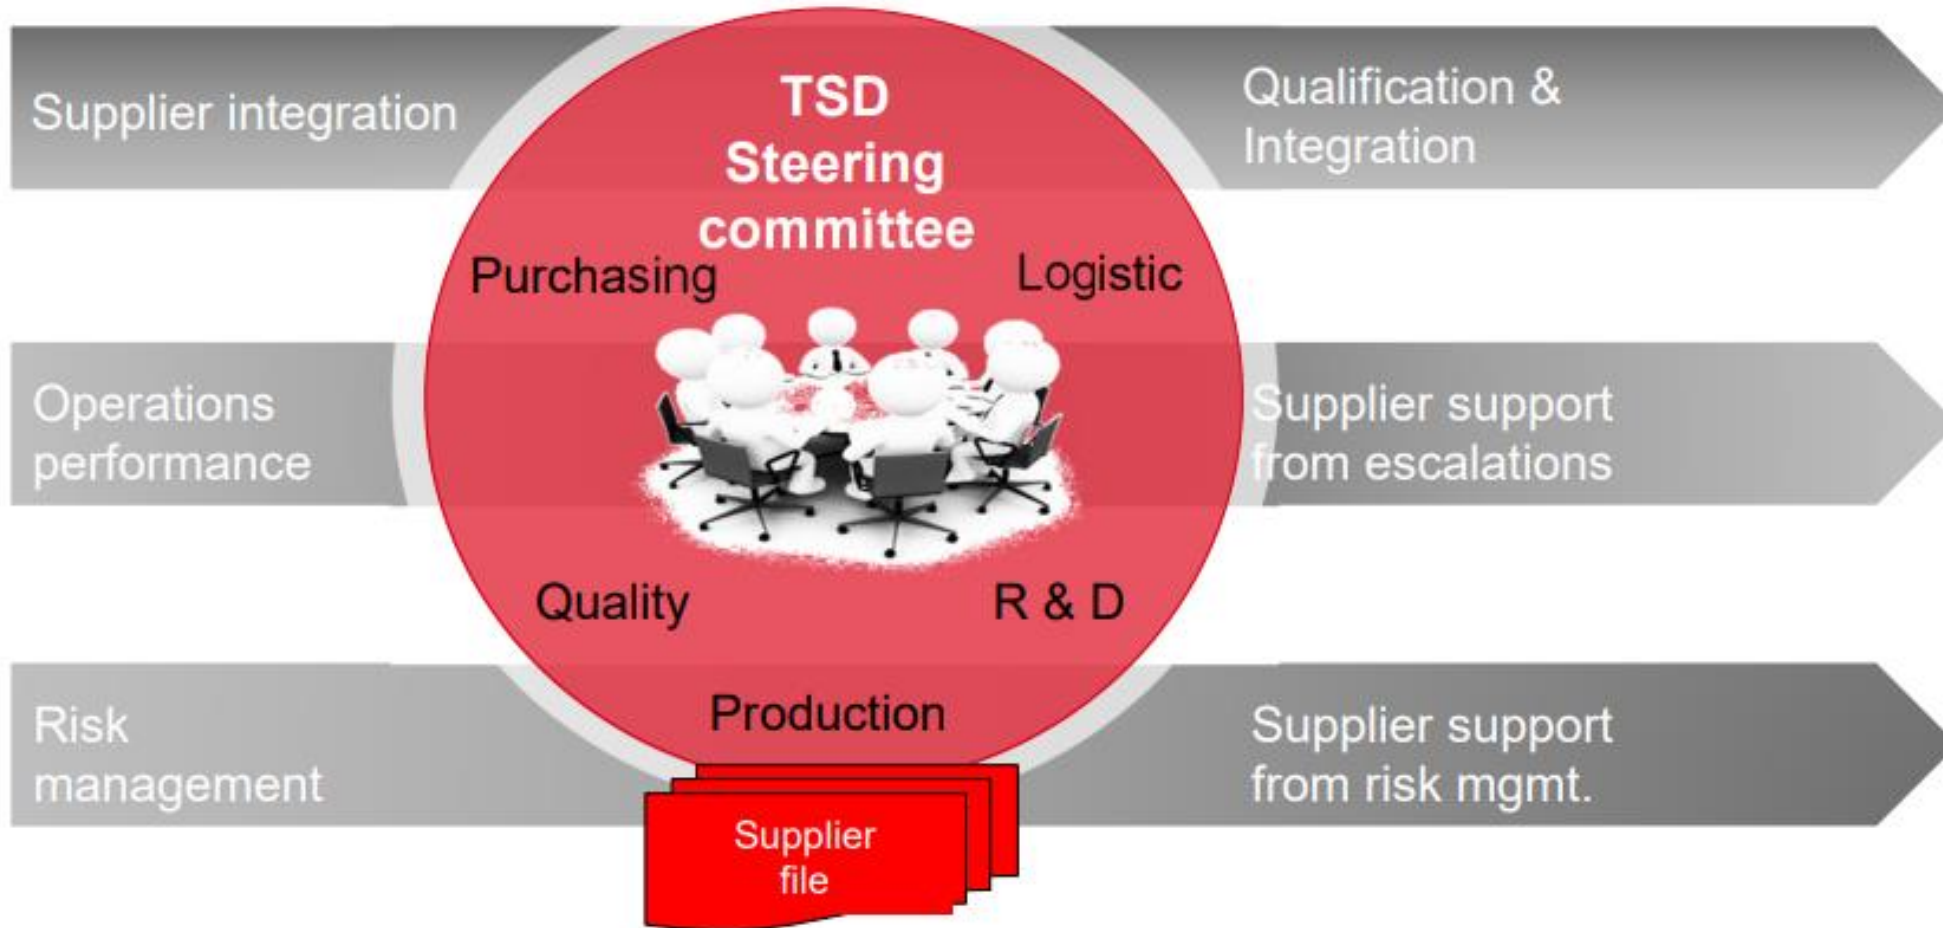 Supplier integration
TSD
Steering
committee
Qualification &
Integration
Purchasing
Logistic
Operations
performance
Supplier support
from escalations
Quality
R & D
Risk
management
Production
Supplier support
from risk mgmt.
Supplier
file